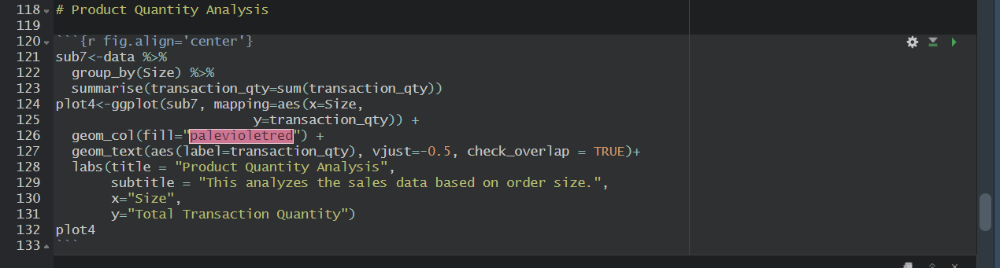 118 # Product Quantity Analysis
119
120 ```{r fig.align='center'}
121 sub7<-data %>%
122   group_by(Size) %>%
123   summarise(transaction_qty=sum(transaction_qty))
124 plot4<-ggplot(sub7, mapping=aes(x=Size,
125                          y=transaction_qty)) +
126   geom_col(fill="palevioletred") +
127   geom_text(aes(label=transaction_qty), vjust=-0.5, check_overlap = TRUE)+
128   labs(title = "Product Quantity Analysis",
129        subtitle = "This analyzes the sales data based on order size.",
130        x="Size",
131        y="Total Transaction Quantity")
132 plot4
133 ```